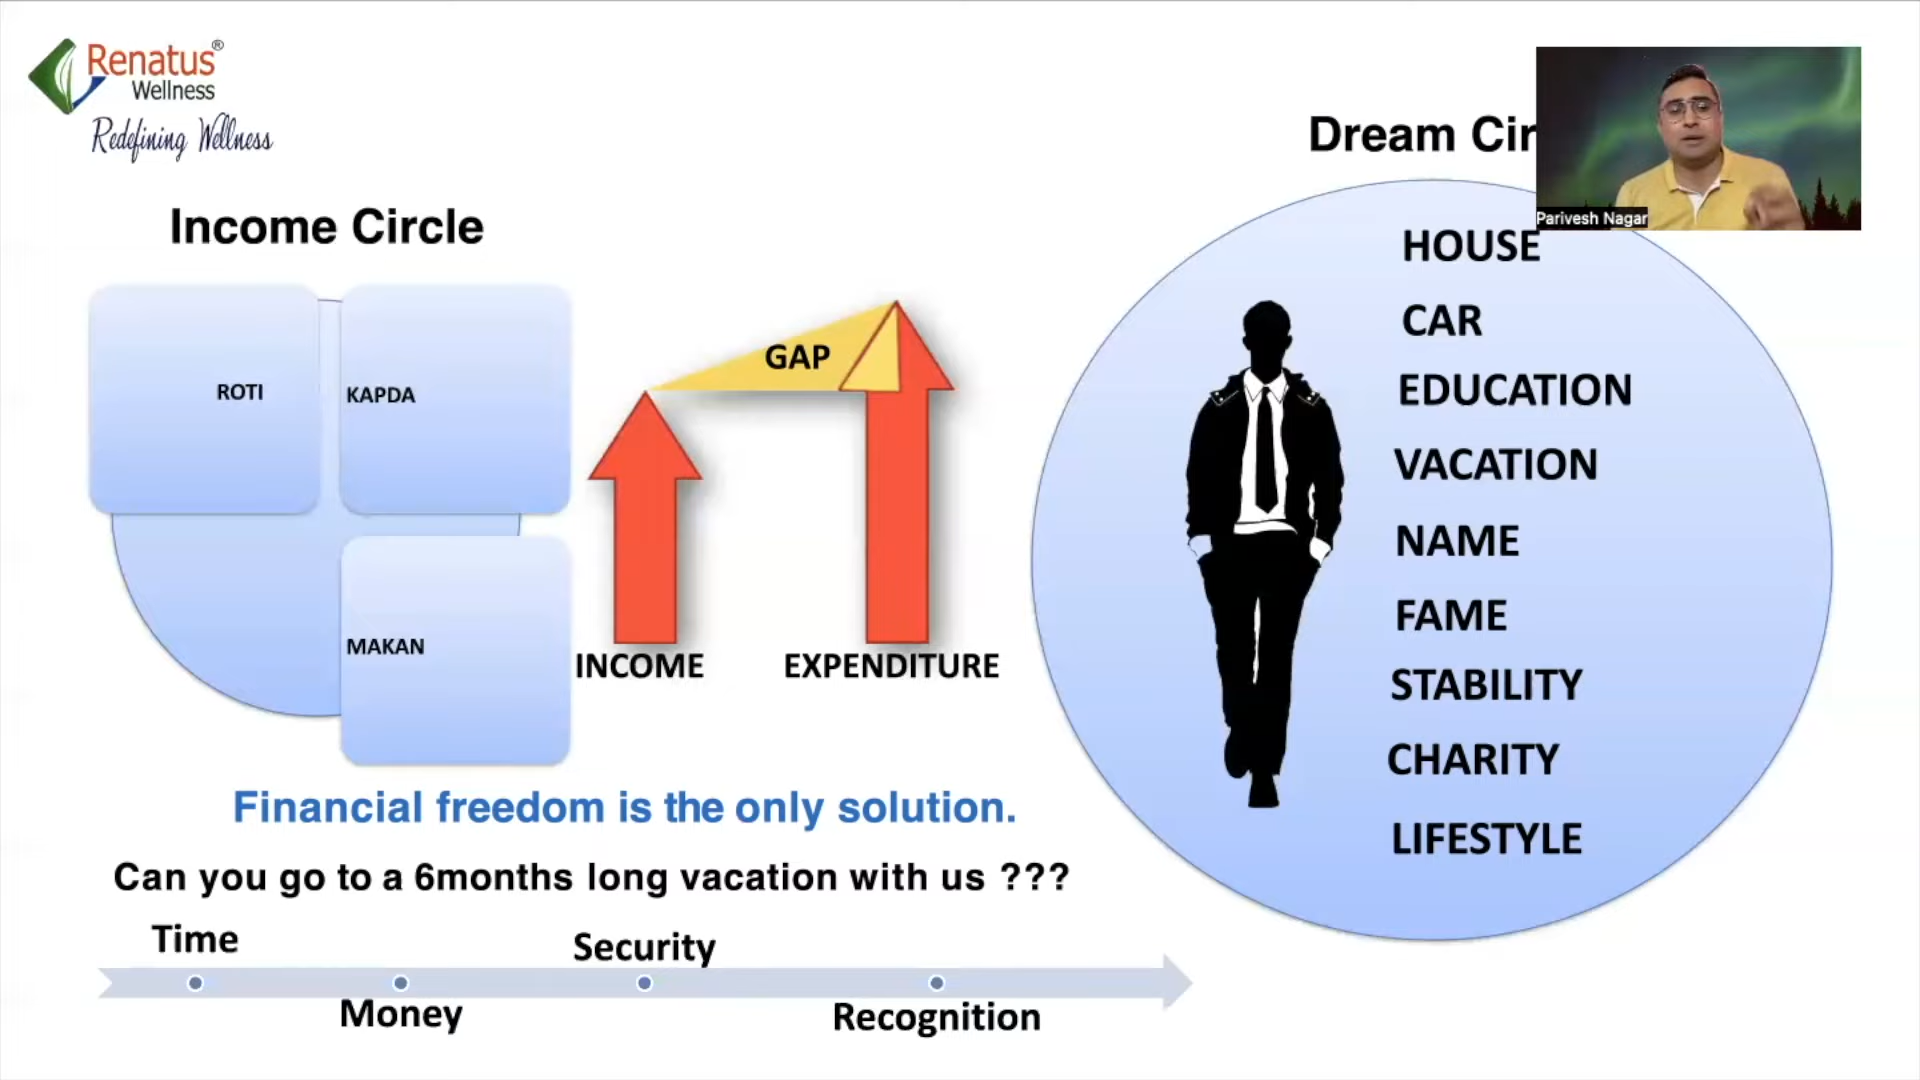 Renatus®
Wellness
Redefining Wellness
Dream Cir
Parivesh Nagar
Income Circle
HOUSE
CAR
EDUCATION
VACATION
NAME
FAME
STABILITY
CHARITY
LIFESTYLE
ROTI
KAPDA
MAKAN
GAP
INCOME
EXPENDITURE
Financial freedom is the only solution.
Can you go to a 6months long vacation with us ???
Time
Money
Security
Recognition